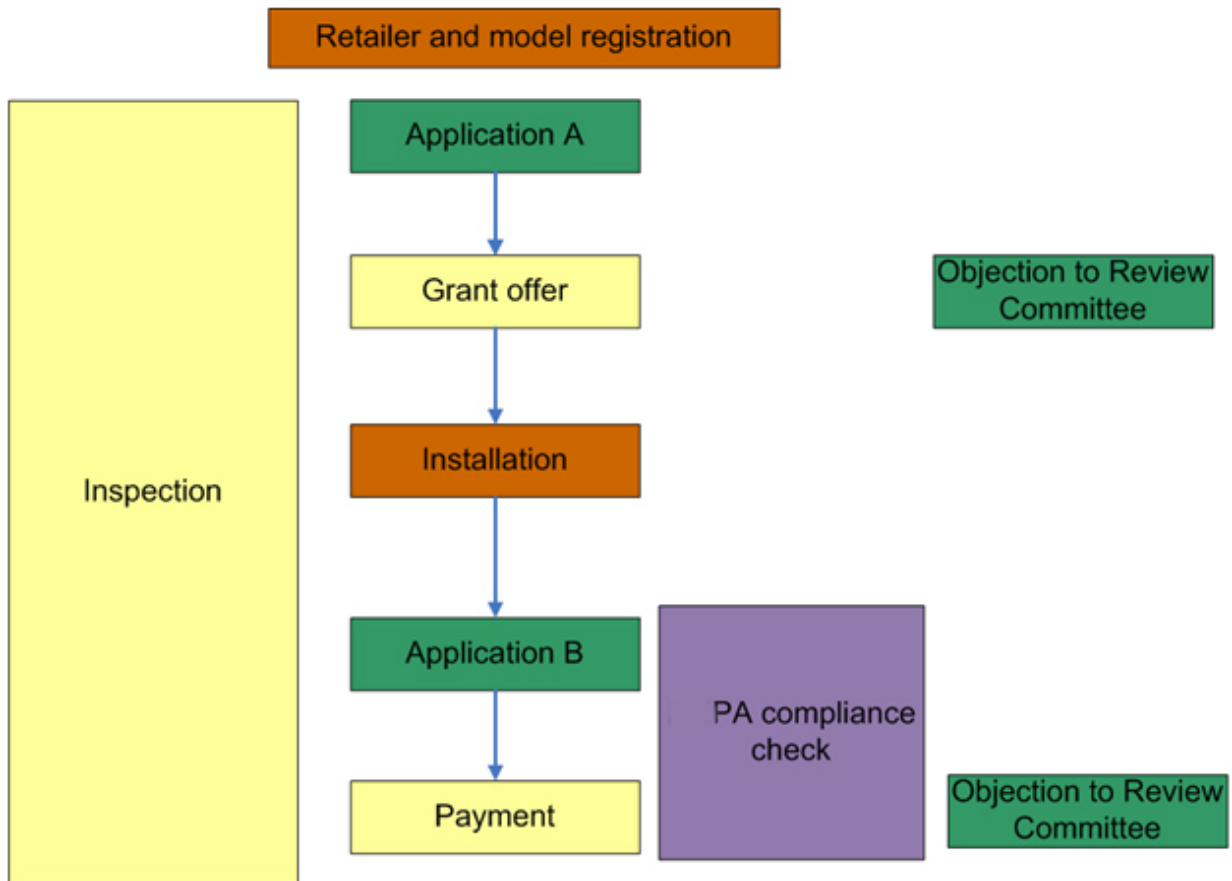 Retailer and model registration
Application A
Grant offer
Objection to Review
Committee
Installation
Inspection
Application B
PA compliance
check
Payment
Objection to Review
Committee